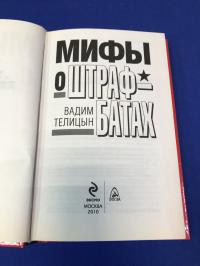 МИФЫ
о ШТРАФ-
БАТАХ
ВАДИМ
ТЕЛИЦЫН
ЭКСМО
МОСКВА
2010
ЯУЗА